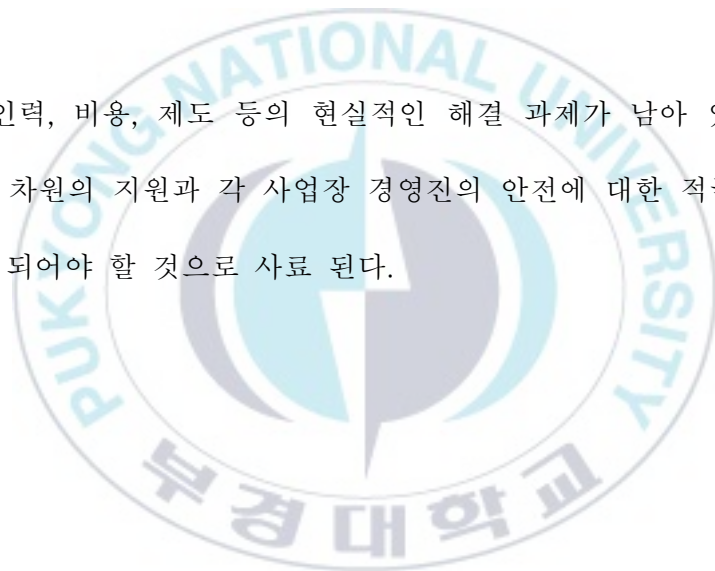 PUKYONG NATIONAL UNIVERSITY
인력, 비용, 제도 등의 현실적인 해결 과제가 남아
차원의 지원과 각 사업장 경영진의 안전에 대한
되어야 할 것으로 사료 된다.
부경대학교